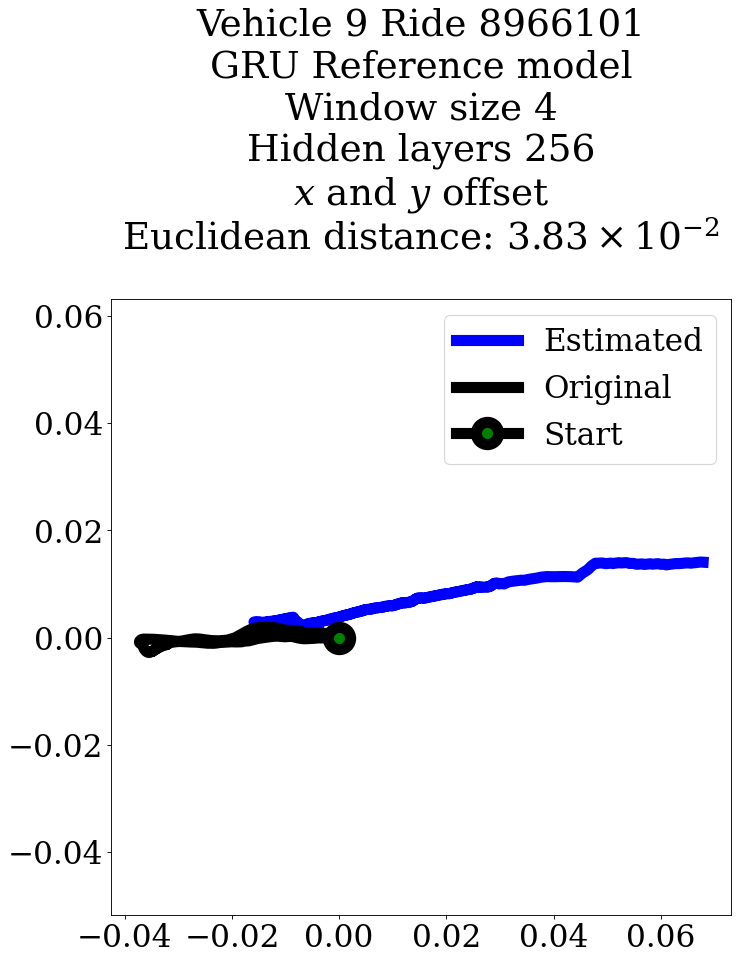 Vehicle 9 Ride 8966101
GRU Reference model
Window size 4
Hidden layers 256
x and y offset
Euclidean distance: 3.83 × 10⁻²
Estimated
Original
Start
0.06
0.04
0.02
0.00
−0.02
−0.04
−0.04 −0.02 0.00 0.02 0.04 0.06